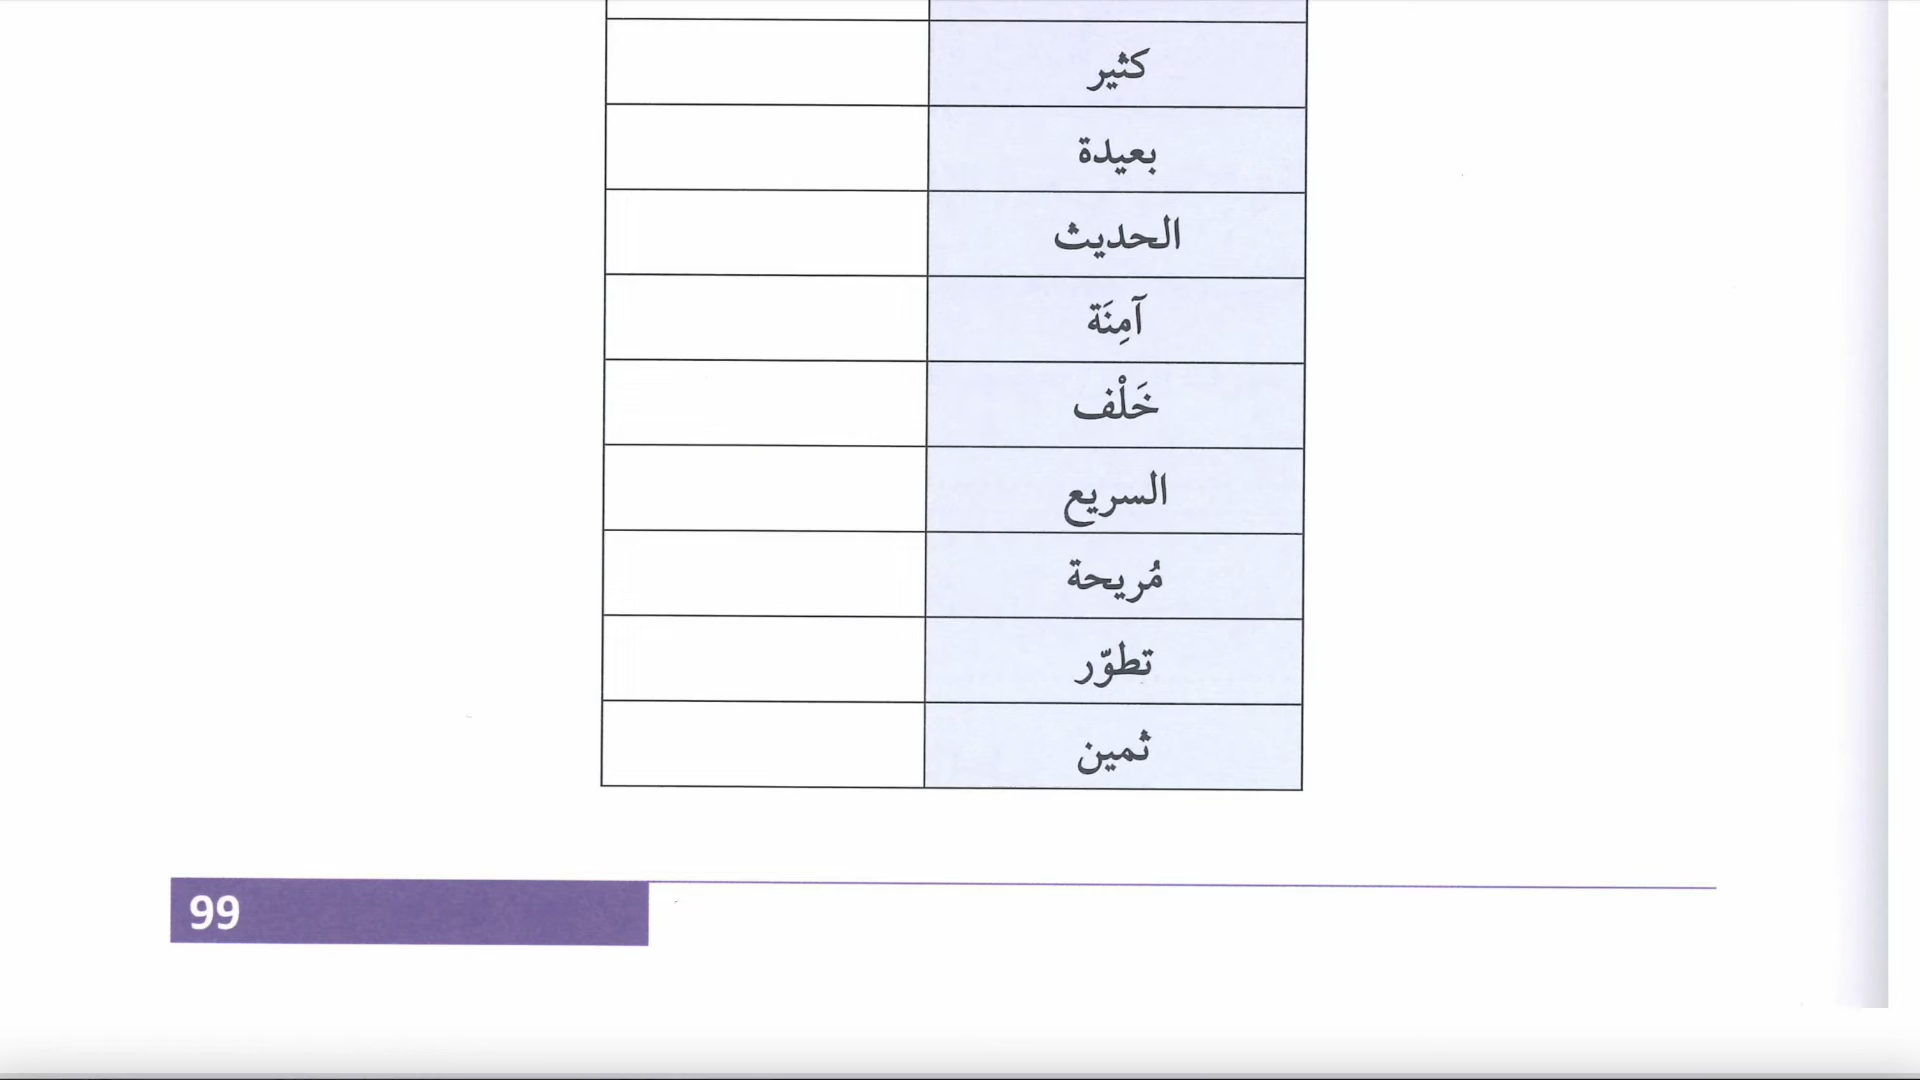 كثير
بعيدة
الحديث
آمِنَة
خَلْف
السريع
مُريحة
تطوّر
ثمين
99